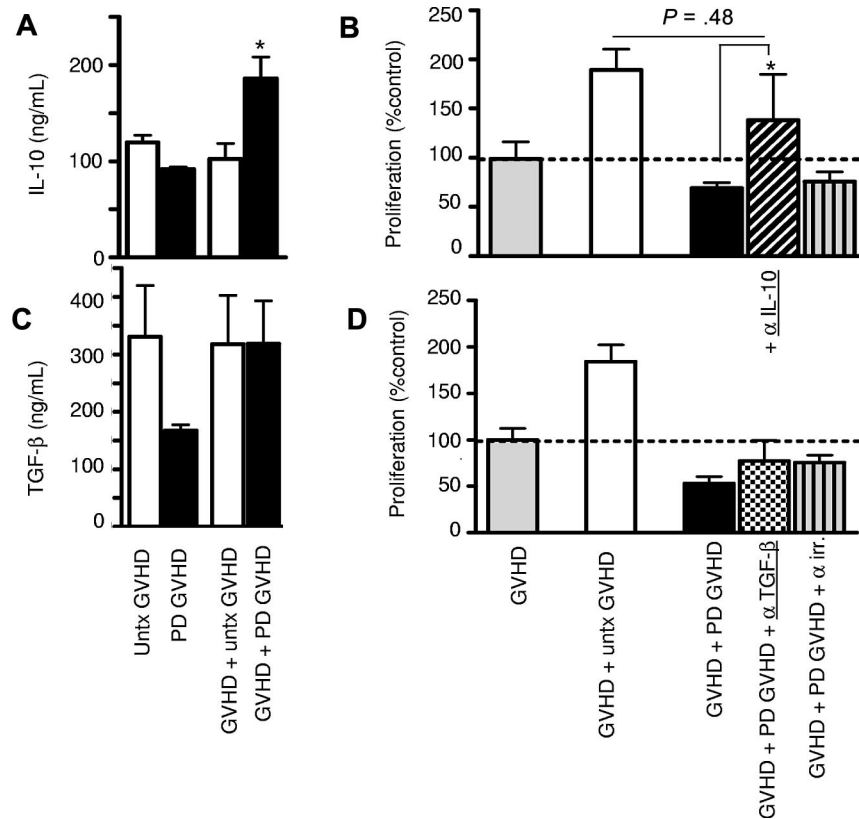 A
IL-10 (ng/mL)
200
100
0
*
B
Proliferation (%control)
250
200
150
100
50
0
P = .48
*
+ α IL-10
C
TGF-β (ng/mL)
400
300
200
100
0
Untx GVHD
PD GVHD
GVHD + untx GVHD
GVHD + PD GVHD
D
Proliferation (%control)
250
200
150
100
50
0
GVHD
GVHD + untx GVHD
GVHD + PD GVHD
GVHD + PD GVHD + α TGF-β
GVHD + PD GVHD + α irr.